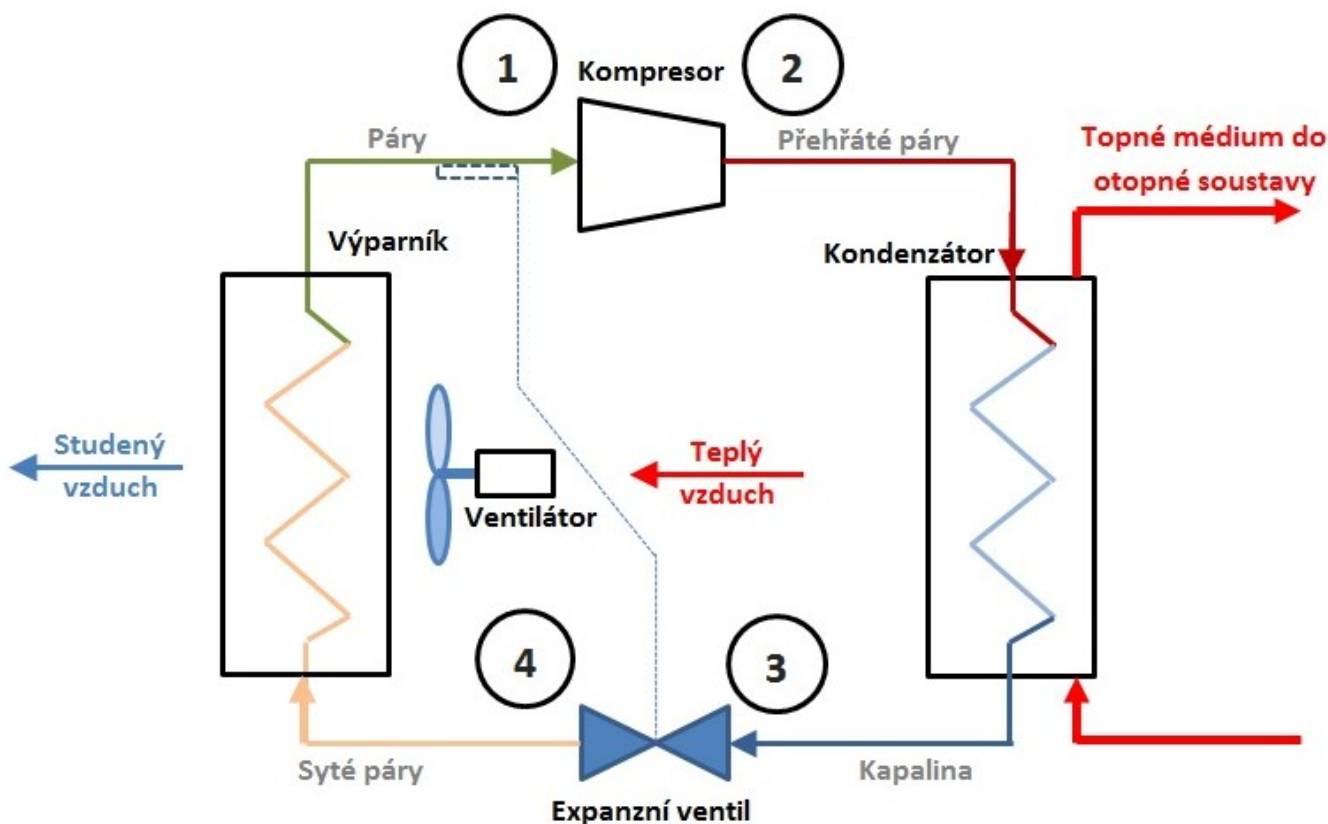 1
Kompresor
2
Páry
Přehřáté páry
Topné médium do
otopné soustavy
Výparník
Kondenzátor
Studený
vzduch
Teplý
vzduch
Ventilátor
4
3
Syté páry
Kapalina
Expanzní ventil